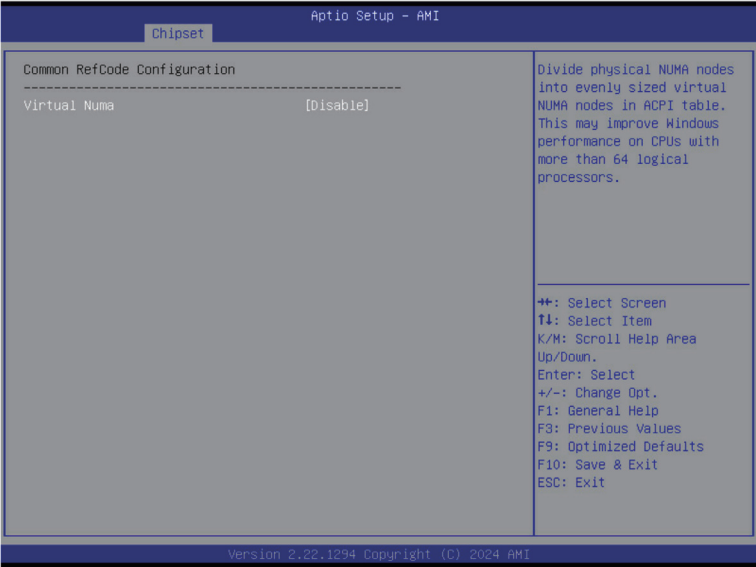 Aptio Setup – AMI
Chipset
Common RefCode Configuration
--------------------------------------------------
Virtual Numa [Disable]
Divide physical NUMA nodes
into evenly sized virtual
NUMA nodes in ACPI table.
This may improve Windows
performance on CPUs with
more than 64 logical
processors.
→←: Select Screen
↑↓: Select Item
K/M: Scroll Help Area
Up/Down.
Enter: Select
+/-: Change Opt.
F1: General Help
F3: Previous Values
F9: Optimized Defaults
F10: Save & Exit
ESC: Exit
Version 2.22.1294 Copyright (C) 2024 AMI